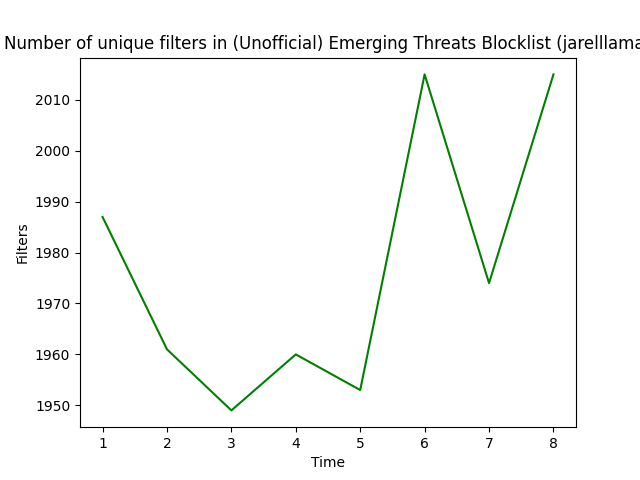 Number of unique filters in (Unofficial) Emerging Threats Blocklist (jarelllama
2010
2000
1990
1980
1970
1960
1950
Filters
1 2 3 4 5 6 7 8
Time